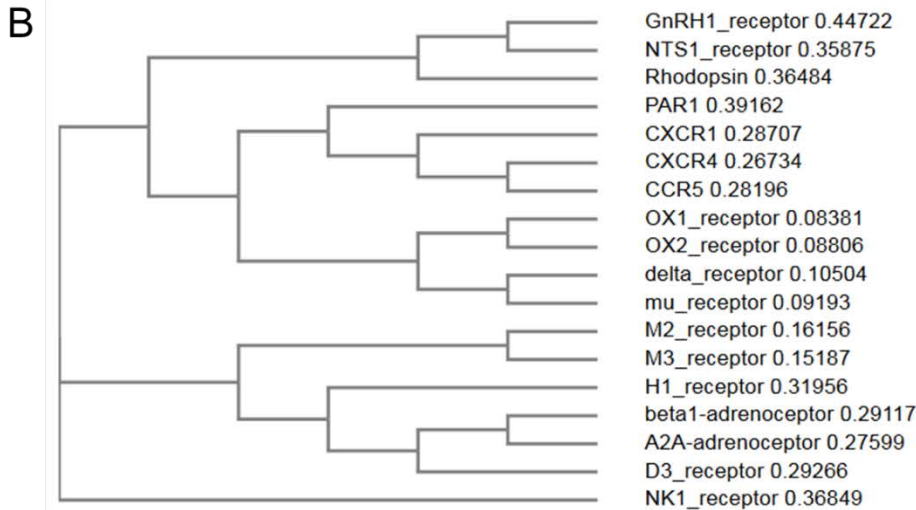 B
GnRH1_receptor 0.44722
NTS1_receptor 0.35875
Rhodopsin 0.36484
PAR1 0.39162
CXCR1 0.28707
CXCR4 0.26734
CCR5 0.28196
OX1_receptor 0.08381
OX2_receptor 0.08806
delta_receptor 0.10504
mu_receptor 0.09193
M2_receptor 0.16156
M3_receptor 0.15187
H1_receptor 0.31956
beta1-adrenoceptor 0.29117
A2A-adrenoceptor 0.27599
D3_receptor 0.29266
NK1_receptor 0.36849